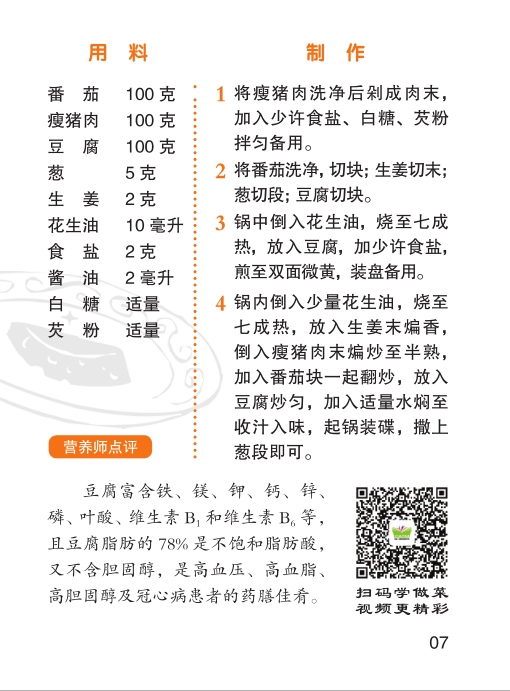 用 料
番 茄 100 克
瘦猪肉 100 克
豆 腐 100 克
葱 5 克
生 姜 2 克
花生油 10 毫升
食 盐 2 克
酱 油 2 毫升
白 糖 适量
芡 粉 适量
制 作
1 将瘦猪肉洗净后剁成肉末，
加入少许食盐、白糖、芡粉
拌匀备用。
2 将番茄洗净，切块；生姜切末；
葱切段；豆腐切块。
3 锅中倒入花生油，烧至七成
热，放入豆腐，加少许食盐，
煎至双面微黄，装盘备用。
4 锅内倒入少量花生油，烧至
七成热，放入生姜末煸香，
倒入瘦猪肉末煸炒至半熟，
加入番茄块一起翻炒，放入
豆腐炒匀，加入适量水焖至
收汁入味，起锅装碟，撒上
葱段即可。
营养师点评
豆腐富含铁、镁、钾、钙、锌、
磷、叶酸、维生素 B₁ 和维生素 B₆ 等，
且豆腐脂肪的 78% 是不饱和脂肪酸，
又不含胆固醇，是高血压、高血脂、
高胆固醇及冠心病患者的药膳佳肴。
扫码学做菜
视频更精彩
07